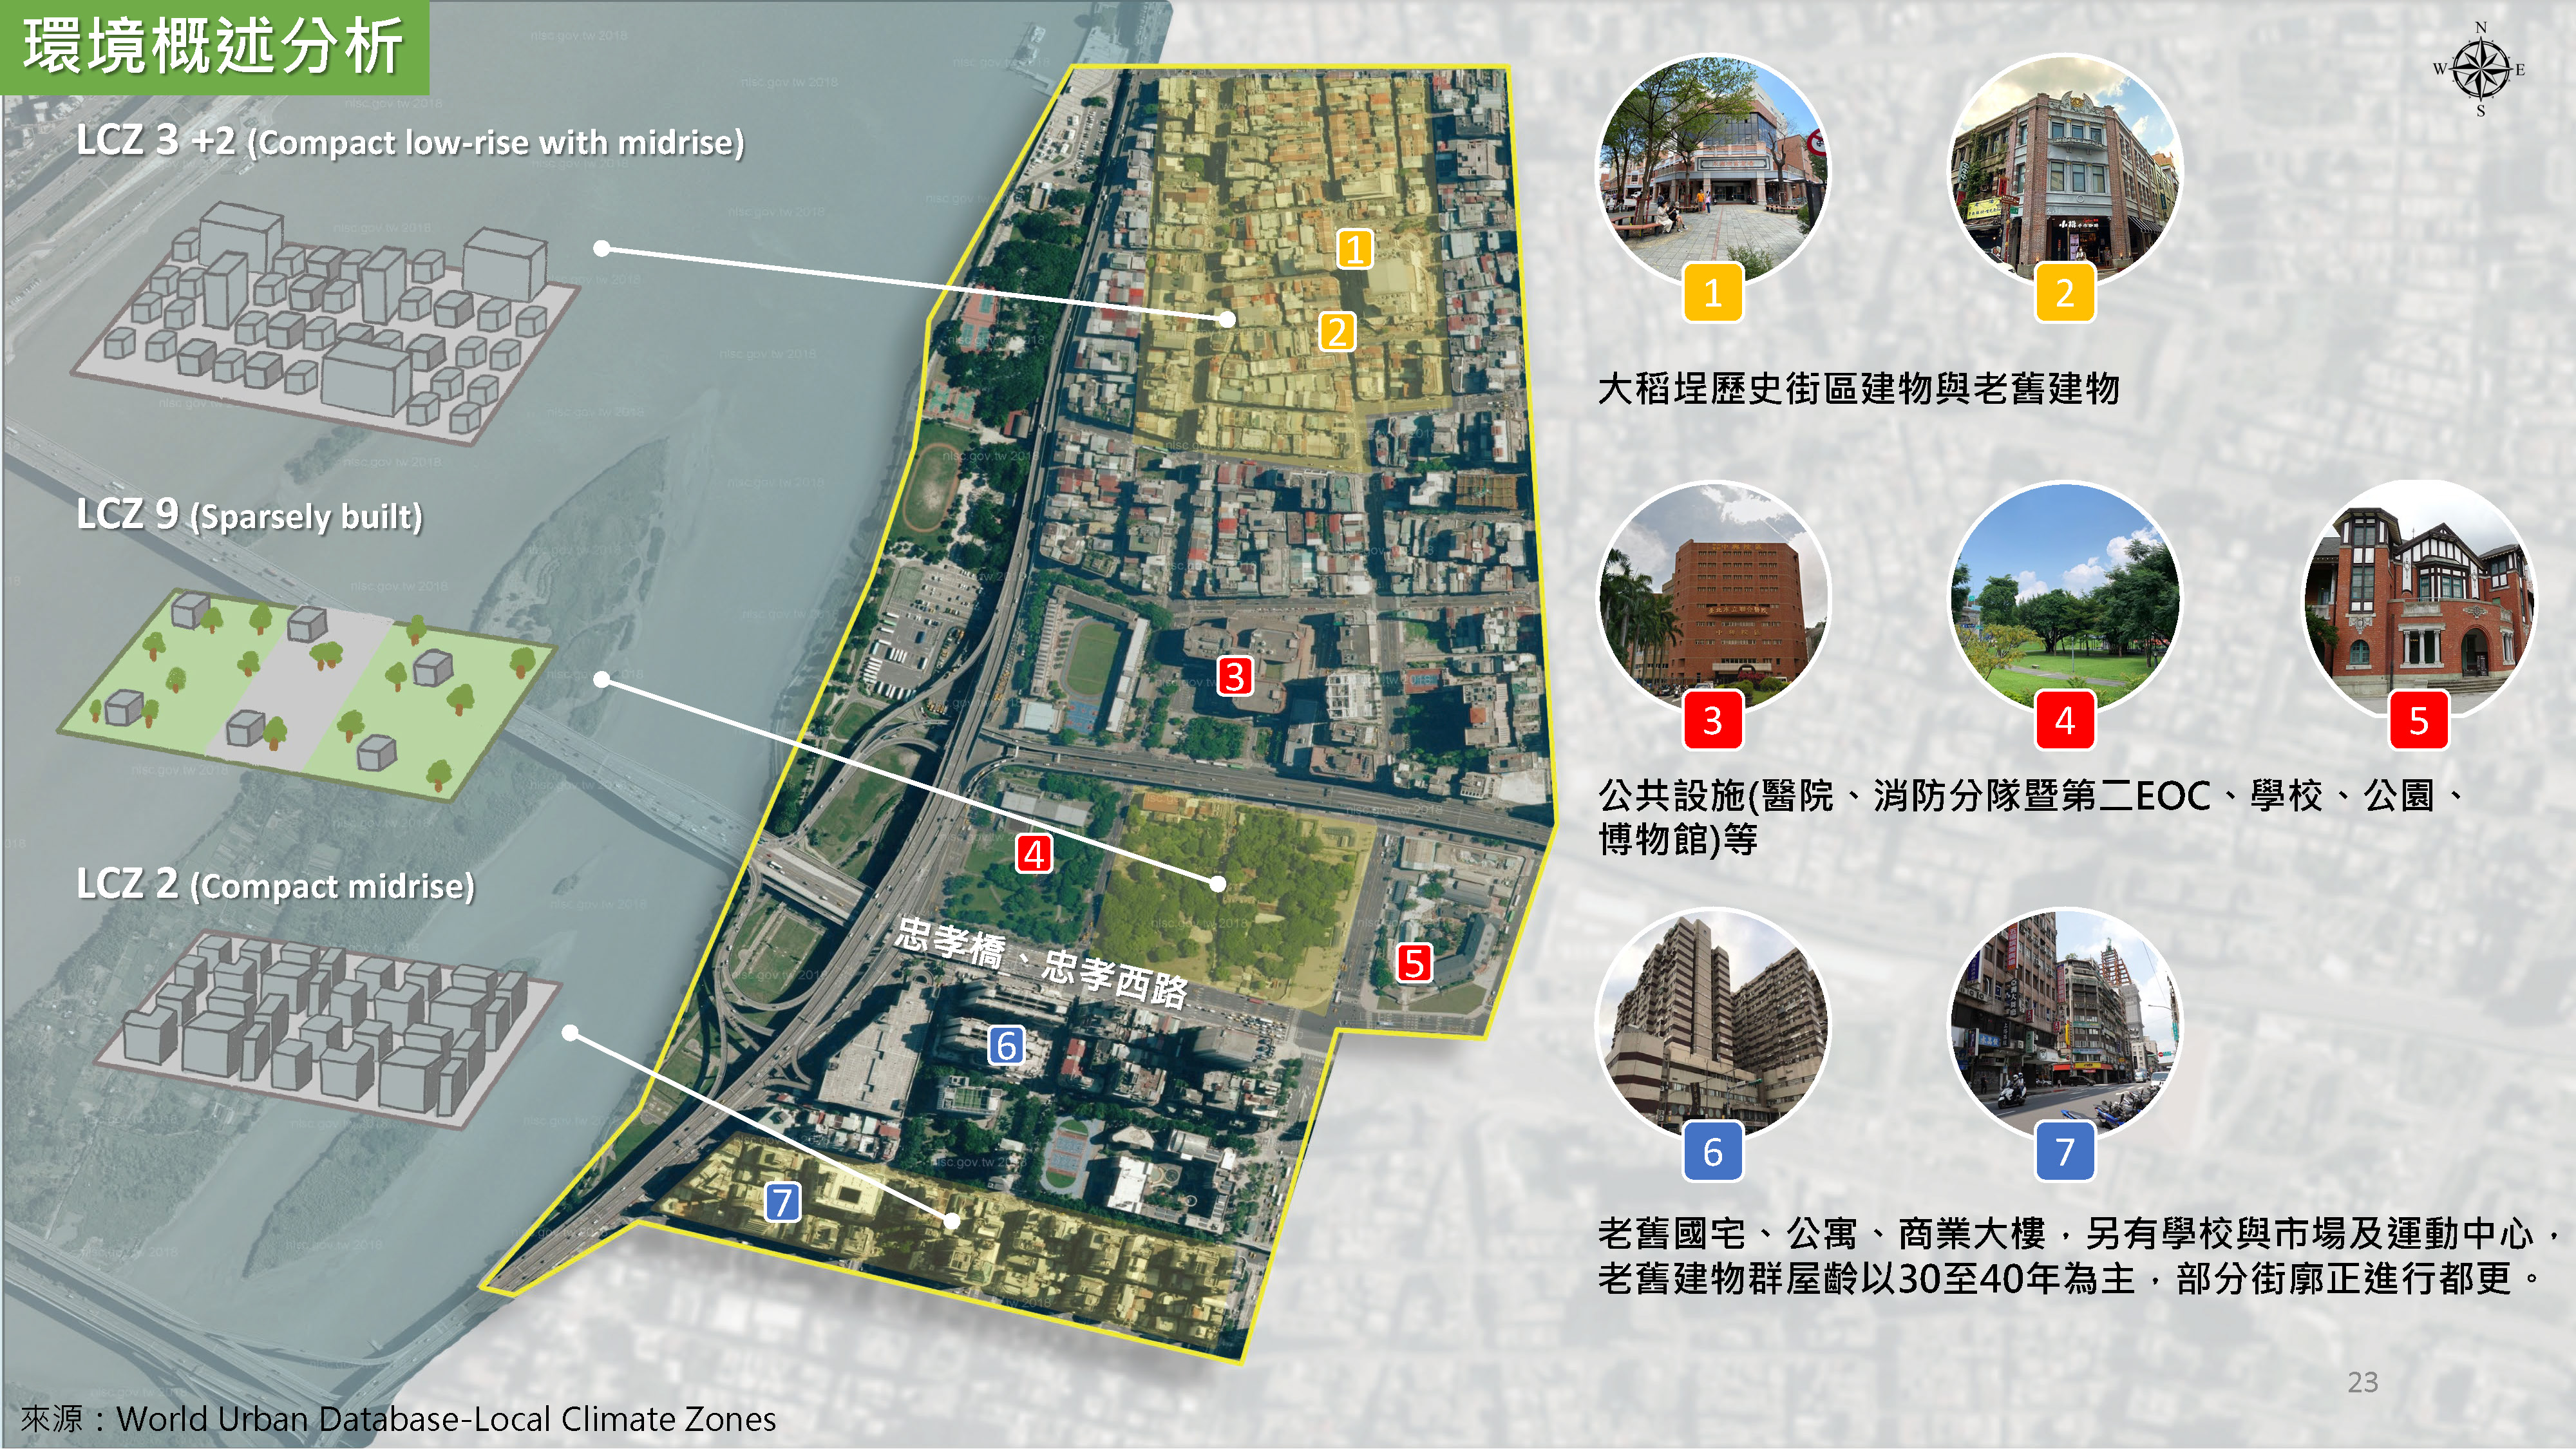 環境概述分析
N
W
E
S
LCZ 3 +2 (Compact low-rise with midrise)
1
2
1
2
大稻埕歷史街區建物與老舊建物
LCZ 9 (Sparsely built)
3
4
5
3
4
5
公共設施(醫院、消防分隊暨第二EOC、學校、公園、
博物館)等
LCZ 2 (Compact midrise)
忠孝橋、忠孝西路
6
7
6
7
老舊國宅、公寓、商業大樓，另有學校與市場及運動中心，
老舊建物群屋齡以30至40年為主，部分街廓正進行都更。
23
來源：World Urban Database-Local Climate Zones
nlsc.gov.tw 2018